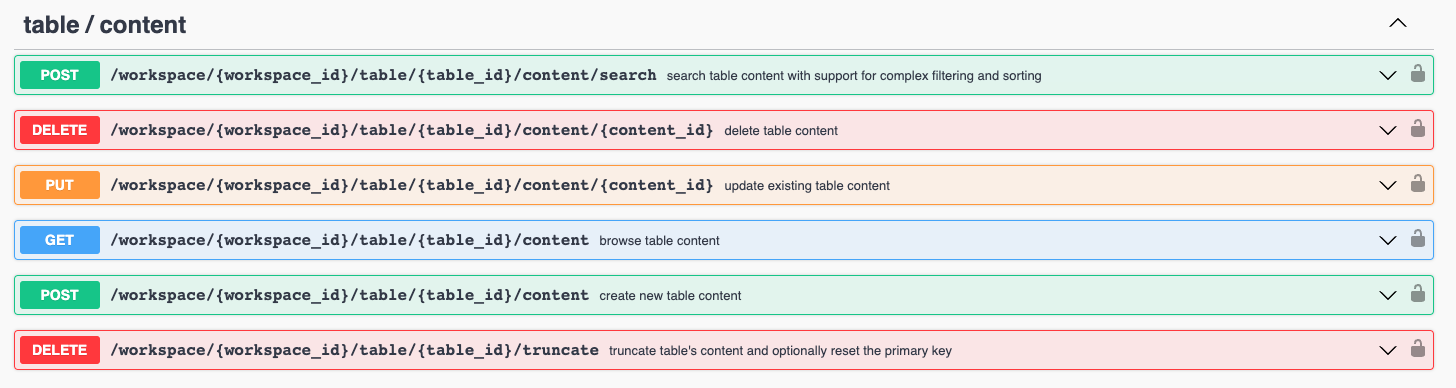 table / content
POST /workspace/{workspace_id}/table/{table_id}/content/search search table content with support for complex filtering and sorting
DELETE /workspace/{workspace_id}/table/{table_id}/content/{content_id} delete table content
PUT /workspace/{workspace_id}/table/{table_id}/content/{content_id} update existing table content
GET /workspace/{workspace_id}/table/{table_id}/content browse table content
POST /workspace/{workspace_id}/table/{table_id}/content create new table content
DELETE /workspace/{workspace_id}/table/{table_id}/truncate truncate table's content and optionally reset the primary key